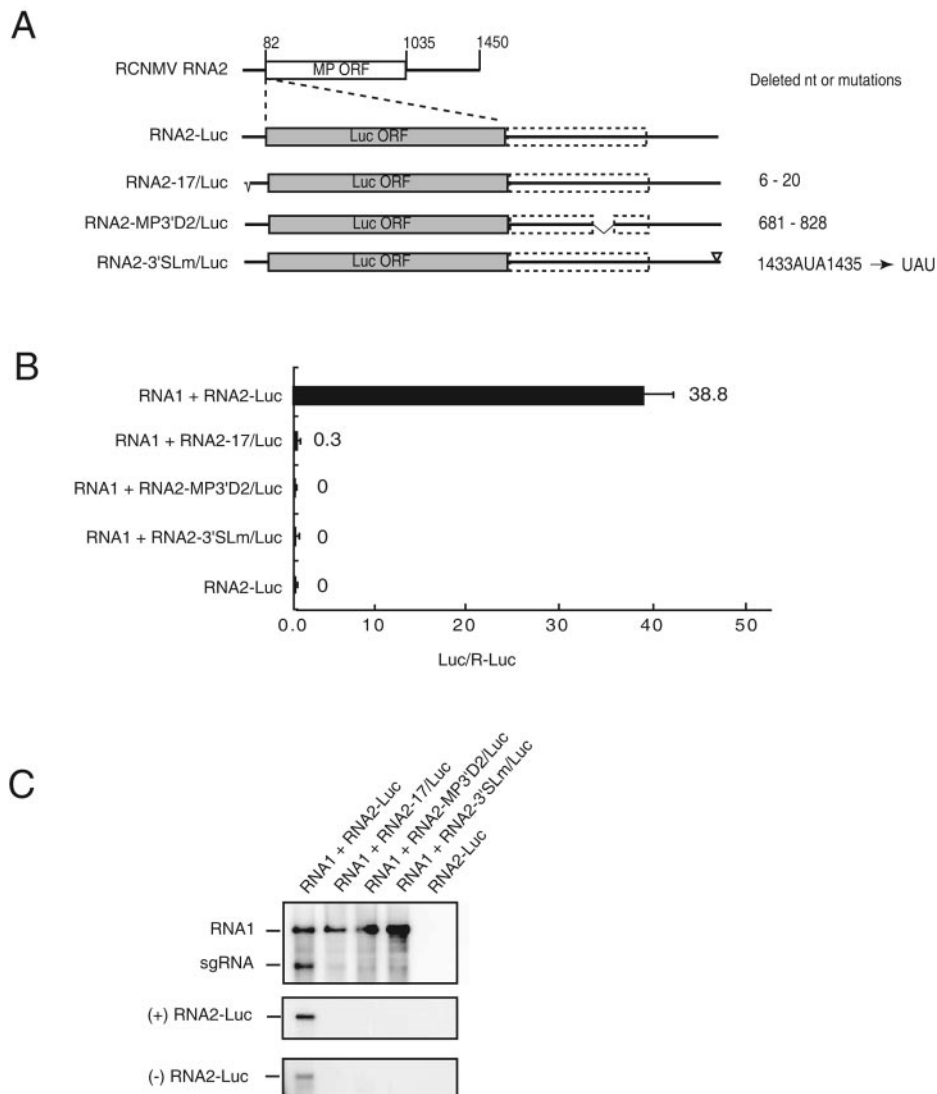 A
82 1035 1450
RCNMV RNA2
MP ORF
Deleted nt or mutations
RNA2-Luc
Luc ORF
RNA2-17/Luc
Luc ORF
6 - 20
RNA2-MP3'D2/Luc
Luc ORF
681 - 828
RNA2-3'SLm/Luc
Luc ORF
1433AUA1435 → UAU
B
RNA1 + RNA2-Luc
38.8
RNA1 + RNA2-17/Luc
0.3
RNA1 + RNA2-MP3'D2/Luc
0
RNA1 + RNA2-3'SLm/Luc
0
RNA2-Luc
0
0.0 10 20 30 40 50
Luc/R-Luc
C
RNA1 + RNA2-Luc
RNA1 + RNA2-17/Luc
RNA1 + RNA2-MP3'D2/Luc
RNA1 + RNA2-3'SLm/Luc
RNA2-Luc
RNA1
sgRNA
(+) RNA2-Luc
(-) RNA2-Luc